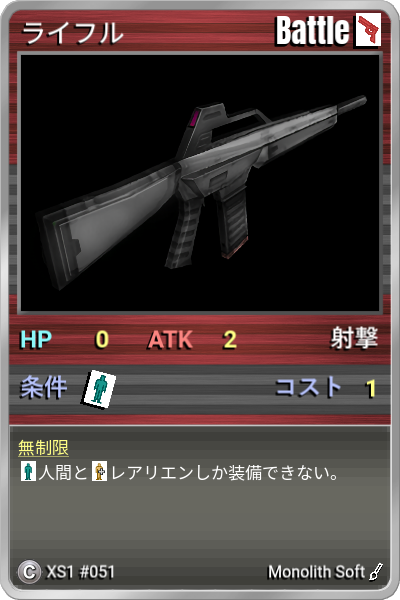 ライフル Battle
HP 0 ATK 2 射撃
条件 コスト 1
無制限
人間とレアリエンしか装備できない。
C XS1 #051 Monolith Soft